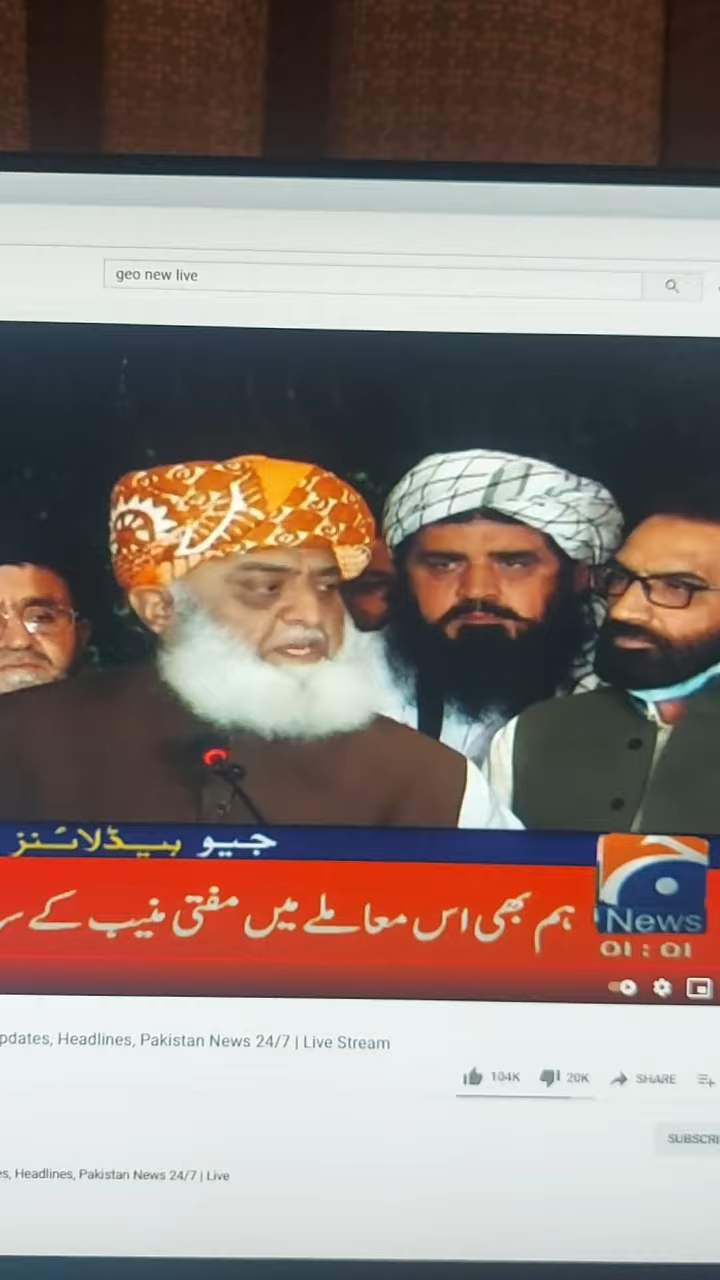 geo new live
جیو ہیڈلائنز
ہم بھی اس معاملے میں مفتی منیب کے
News
01:01
pdates, Headlines, Pakistan News 24/7 | Live Stream
104K 20K SHARE
SUBSCRI
es, Headlines, Pakistan News 24/7 | Live